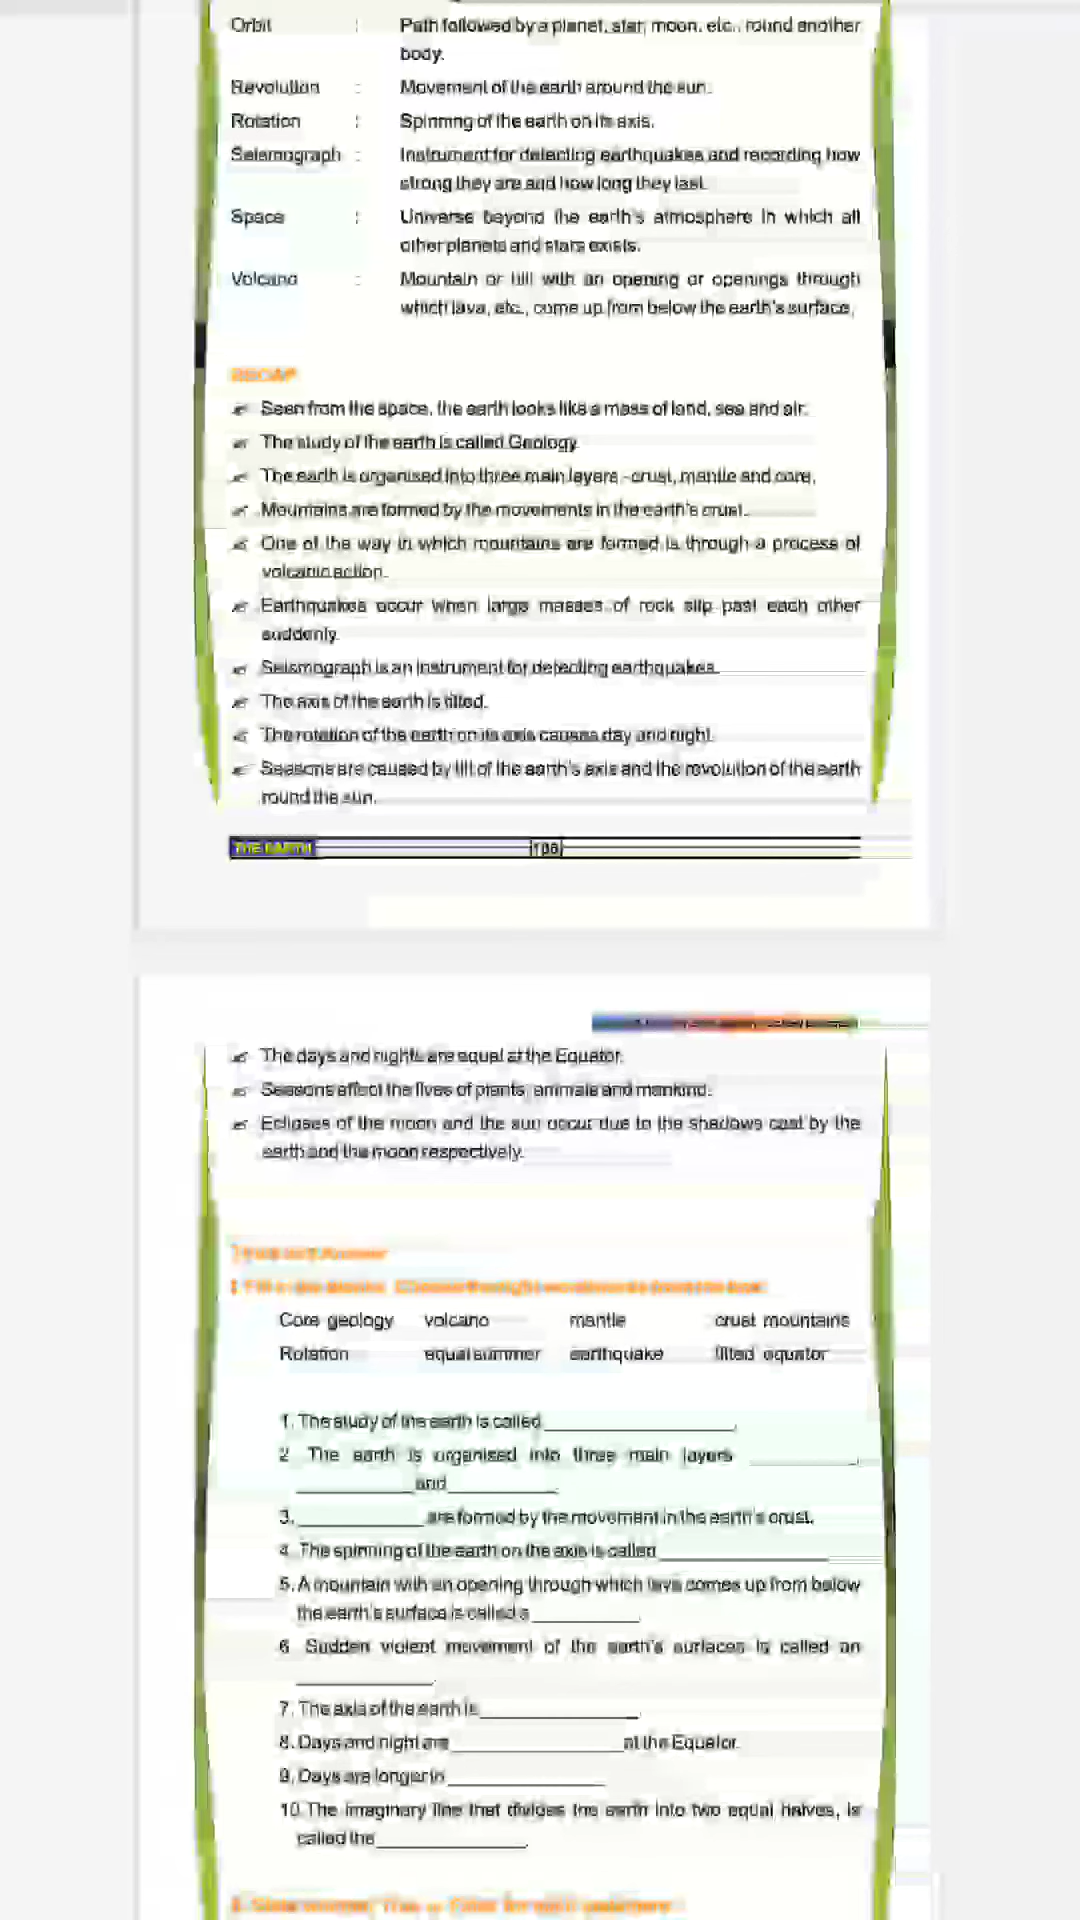 Orbit : Path followed by a planet, star, moon, etc., round another
body.
Revolution : Movement of the earth around the sun.
Rotation : Spinning of the earth on its axis.
Seismograph : Instrument for detecting earthquakes and recording how
strong they are and how long they last.
Space : Universe beyond the earth's atmosphere in which all
other planets and stars exists.
Volcano : Mountain or hill with an opening or openings through
which lava, etc., come up from below the earth's surface.
RECAP
Seen from the space, the earth looks like a mass of land, sea and air.
The study of the earth is called Geology.
The earth is organised into three main layers -crust, mantle and core.
Mountains are formed by the movements in the earth's crust.
One of the way in which mountains are formed is through a process of
volcanic action.
Earthquakes occur when large masses of rock slip past each other
suddenly.
Seismograph is an instrument for detecting earthquakes.
The axis of the earth is tilted.
The rotation of the earth on its axis causes day and night.
Seasons are caused by tilt of the earth's axis and the revolution of the earth
round the sun.
THE EARTH
The days and nights are equal at the Equator.
Seasons affect the lives of plants, animals and mankind.
Eclipses of the moon and the sun occur due to the shadows cast by the
earth and the moon respectively.
Core geology volcano mantle crust mountains
Rotation equal summer earthquake tilted equator
1. The study of the earth is called ____________.
2. The earth is organised into three main layers ________,
________ and ________.
3. ________ are formed by the movement in the earth's crust.
4. The spinning of the earth on the axis is called ____________
5. A mountain with an opening through which lava comes up from below
the earth's surface is called a ________.
6. Sudden violent movement of the earth's surfaces is called an
________.
7. The axis of the earth is ____________.
8. Days and night are ____________ at the Equator.
9. Days are longer in ____________
10. The imaginary line that divides the earth into two equal halves, is
called the ____________.